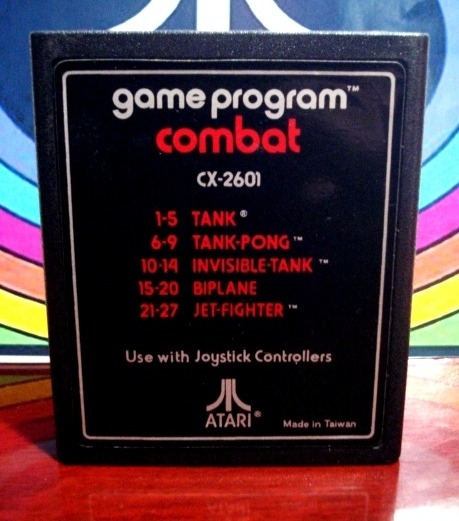 game program™
combat
CX-2601
1-5 TANK®
6-9 TANK-PONG™
10-14 INVISIBLE-TANK™
15-20 BIPLANE
21-27 JET-FIGHTER™
Use with Joystick Controllers
ATARI®
Made in Taiwan